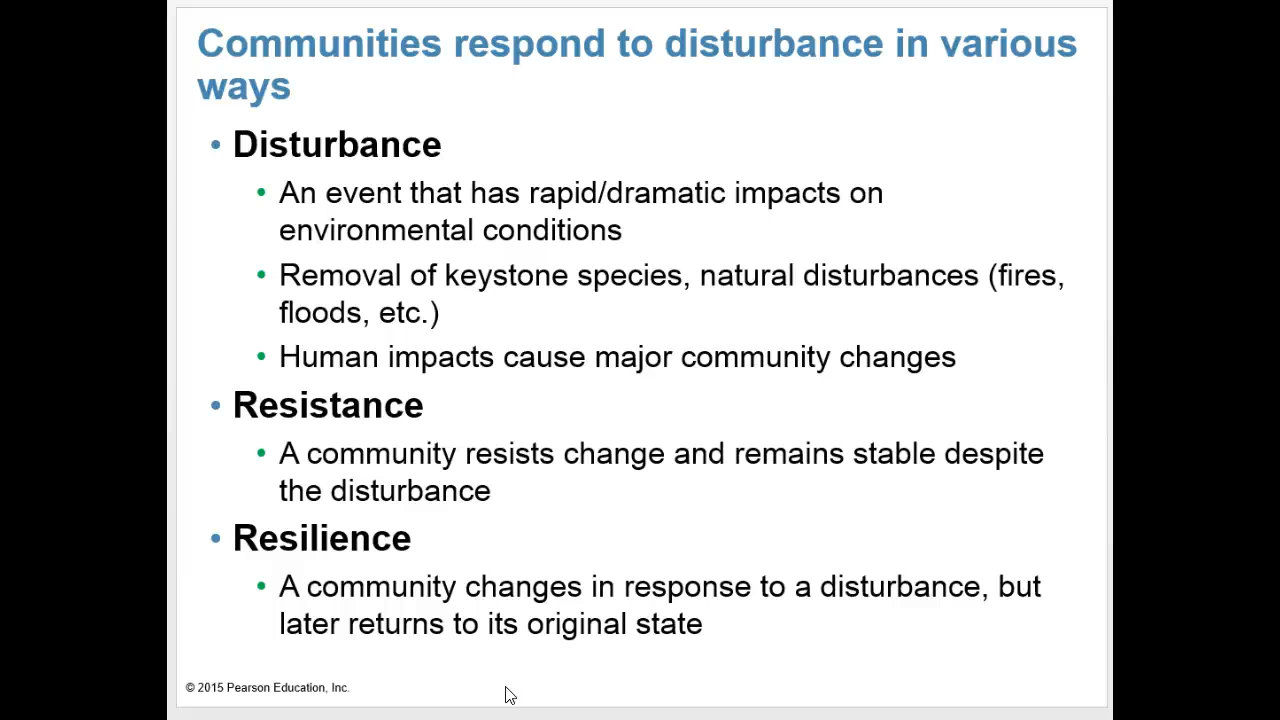 Communities respond to disturbance in various
ways
• Disturbance
• An event that has rapid/dramatic impacts on
environmental conditions
• Removal of keystone species, natural disturbances (fires,
floods, etc.)
• Human impacts cause major community changes
• Resistance
• A community resists change and remains stable despite
the disturbance
• Resilience
• A community changes in response to a disturbance, but
later returns to its original state
© 2015 Pearson Education, Inc.